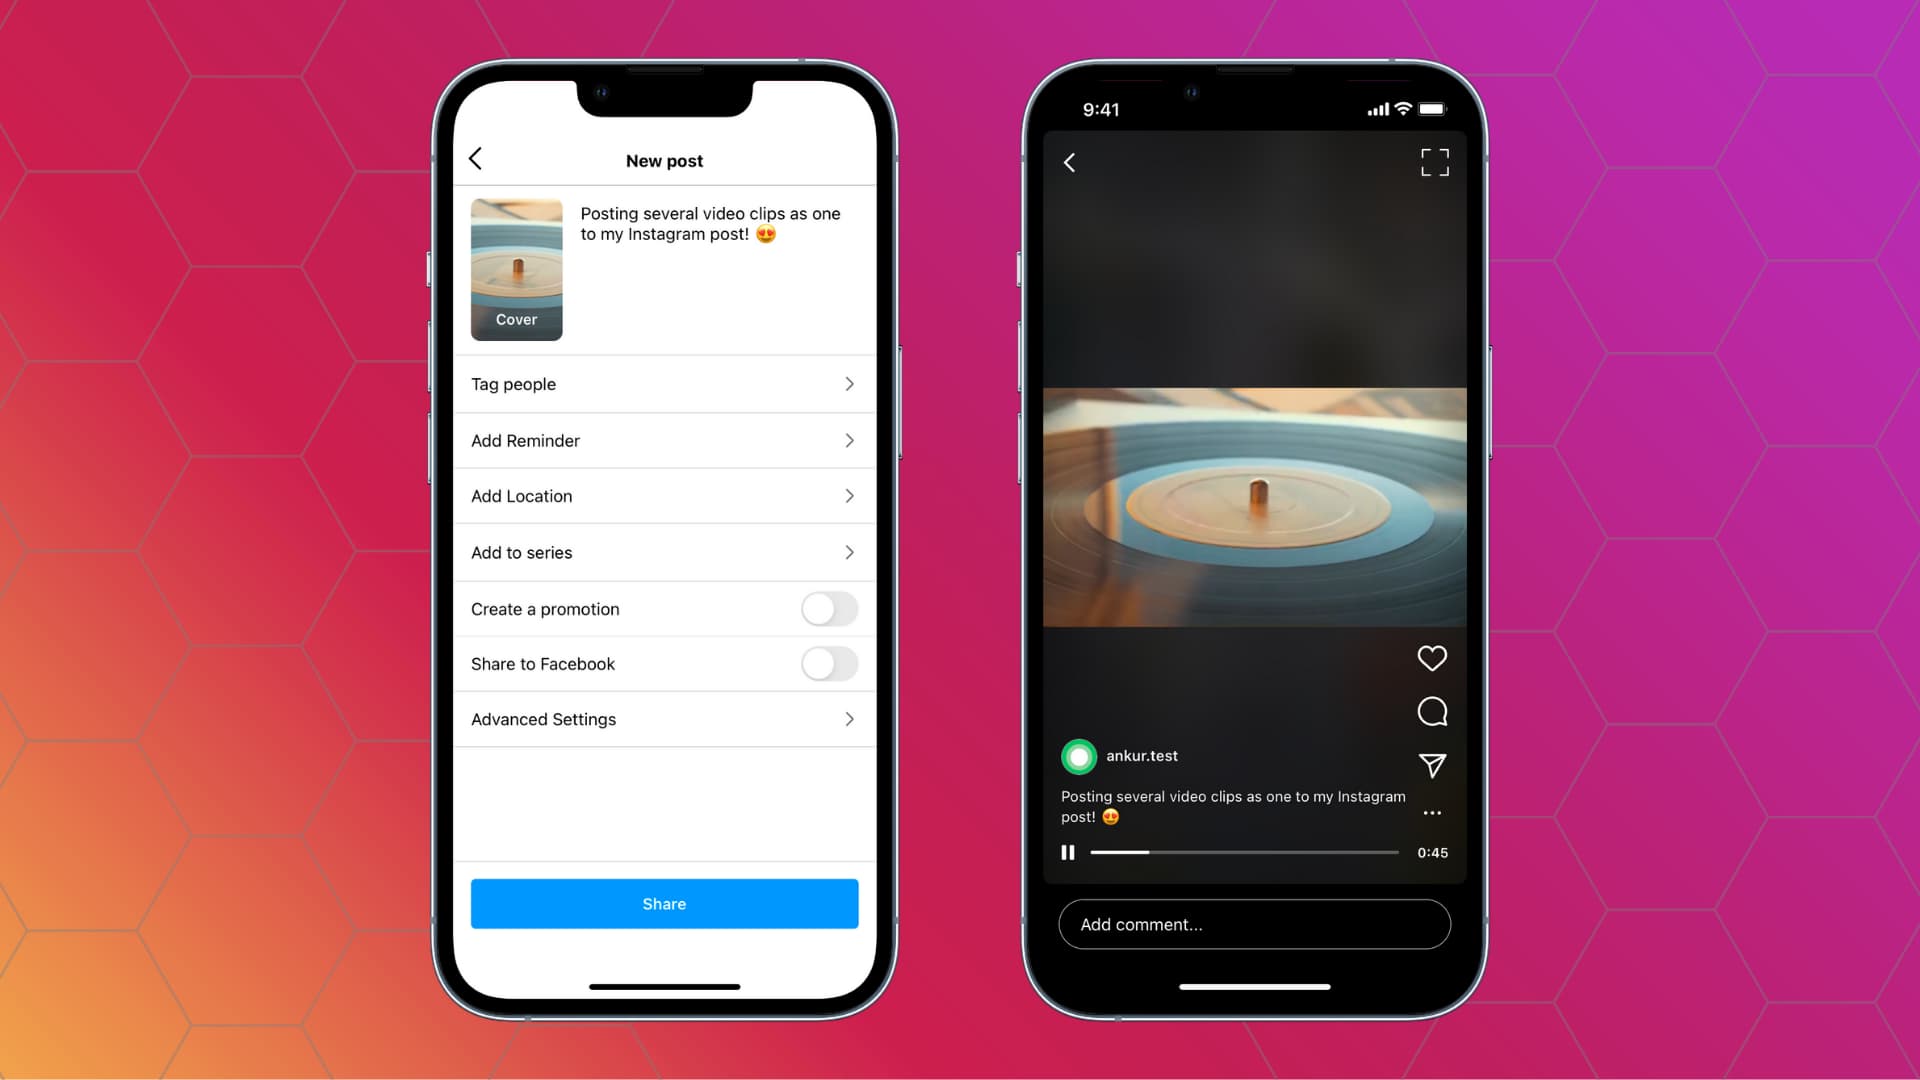 New post
Posting several video clips as one
to my Instagram post! 😍
Cover
Tag people
Add Reminder
Add Location
Add to series
Create a promotion
Share to Facebook
Advanced Settings
Share
9:41
ankur.test
Posting several video clips as one to my Instagram
post! 😍
0:45
Add comment...